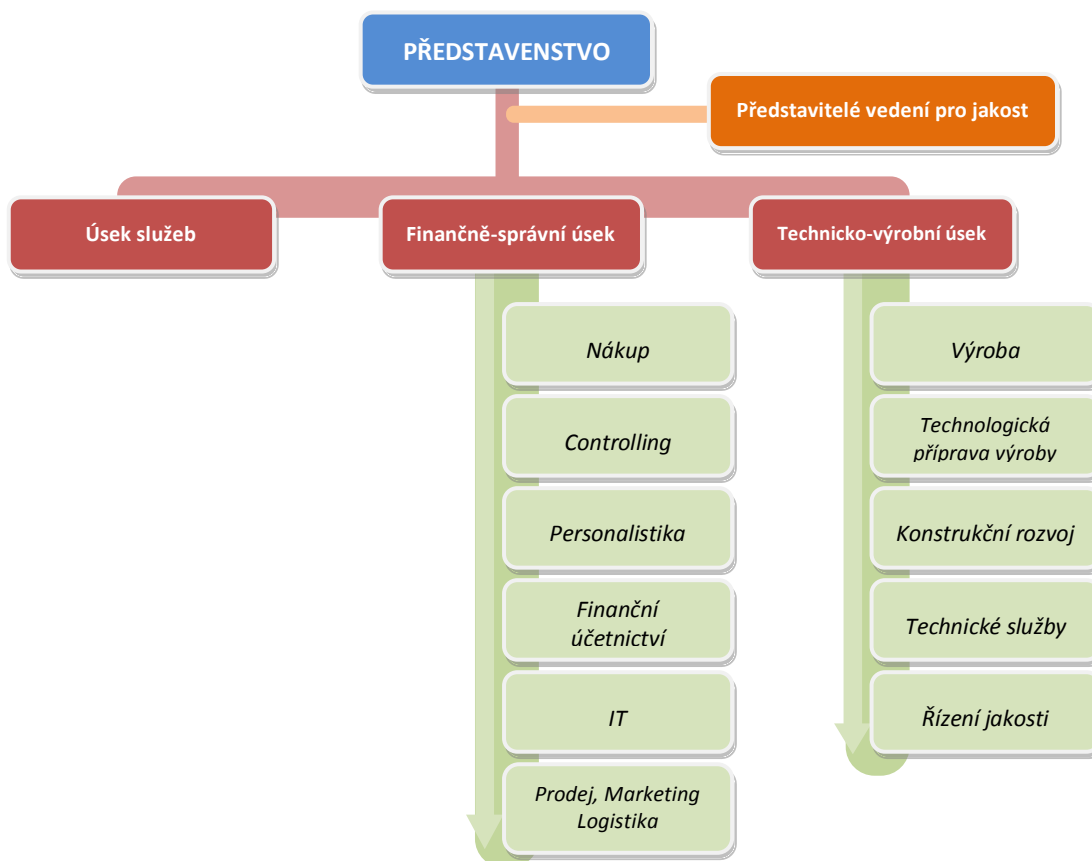 PŘEDSTAVENSTVO
Představitelé vedení pro jakost
Úsek služeb
Finančně-správní úsek
Technicko-výrobní úsek
Nákup
Controlling
Personalistika
Finanční
účetnictví
IT
Prodej, Marketing
Logistika
Výroba
Technologická
příprava výroby
Konstrukční rozvoj
Technické služby
Řízení jakosti